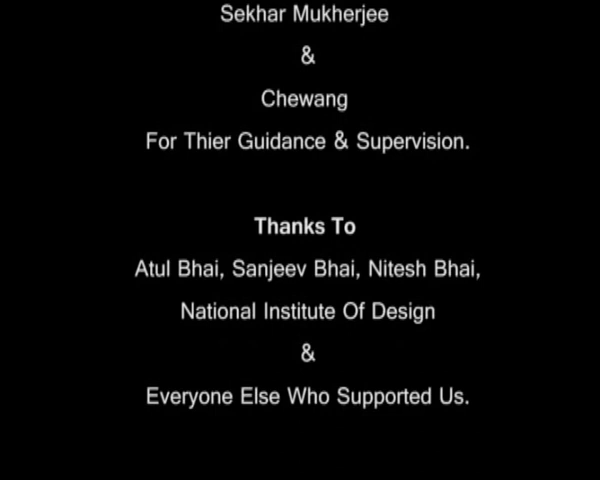 Sekhar Mukherjee
&
Chewang
For Thier Guidance & Supervision.
Thanks To
Atul Bhai, Sanjeev Bhai, Nitesh Bhai,
National Institute Of Design
&
Everyone Else Who Supported Us.